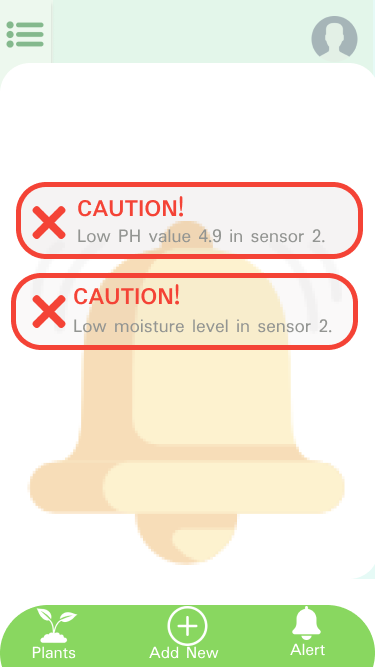 CAUTION!
Low PH value 4.9 in sensor 2.
CAUTION!
Low moisture level in sensor 2.
Plants
Add New
Alert